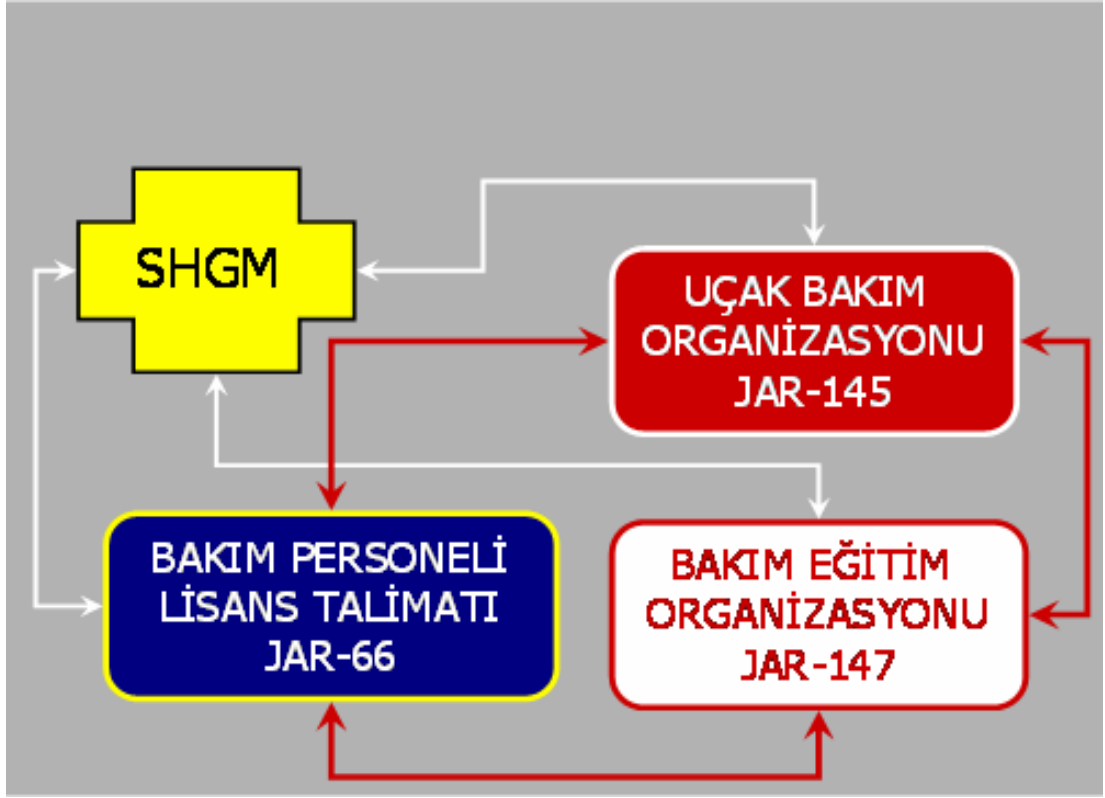 SHGM
UÇAK BAKIM
ORGANİZASYONU
JAR-145
BAKIM PERSONELİ
LİSANS TALİMATI
JAR-66
BAKIM EĞİTİM
ORGANİZASYONU
JAR-147